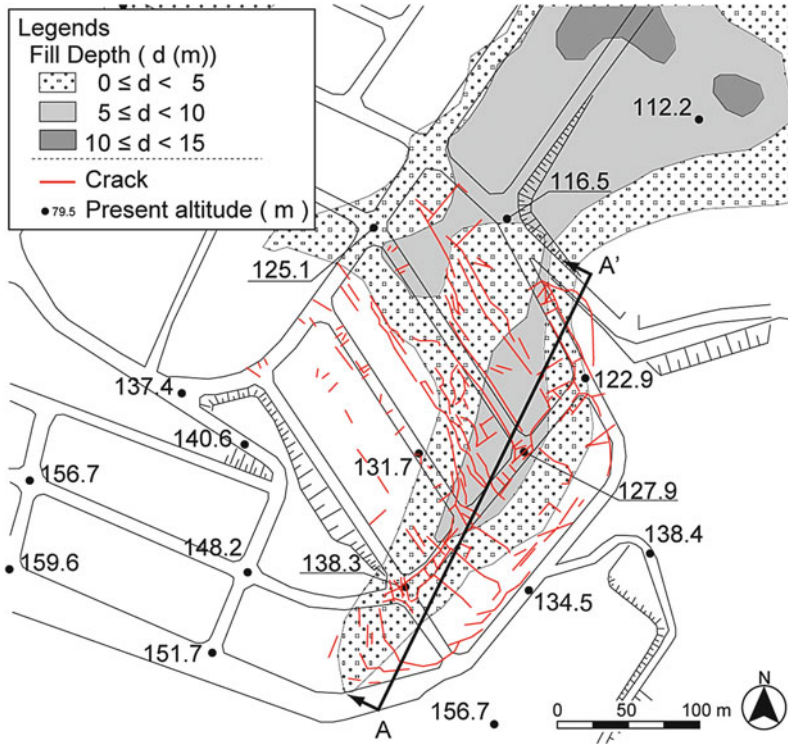 Legends
Fill Depth ( d (m))
0 ≤ d < 5
5 ≤ d < 10
10 ≤ d < 15
Crack
79.5 Present altitude ( m )
112.2
116.5
125.1
A'
137.4
122.9
140.6
131.7
156.7
127.9
138.4
148.2
138.3
159.6
134.5
151.7
N
A
156.7
0 50 100 m